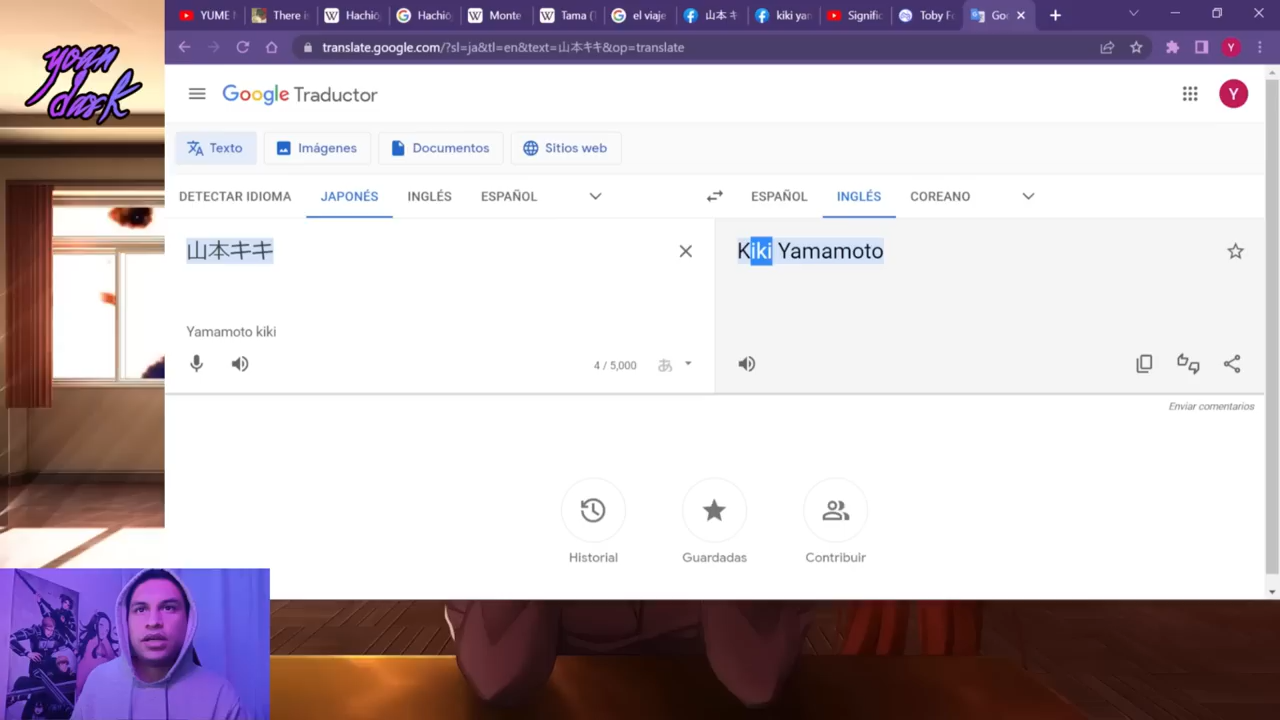 yoan
dark
YUME
There i
Hachio
Hachio
Monte
Tama (
el viaje
山本 キ
kiki yar
Signific
Toby F
Goo
translate.google.com/?sl=ja&tl=en&text=山本キキ&op=translate
Y
Google Traductor
Y
Texto
Imágenes
Documentos
Sitios web
DETECTAR IDIOMA
JAPONÉS
INGLÉS
ESPAÑOL
ESPAÑOL
INGLÉS
COREANO
山本キキ
Kiki Yamamoto
Yamamoto kiki
4 / 5,000
あ
Enviar comentarios
Historial
Guardadas
Contribuir